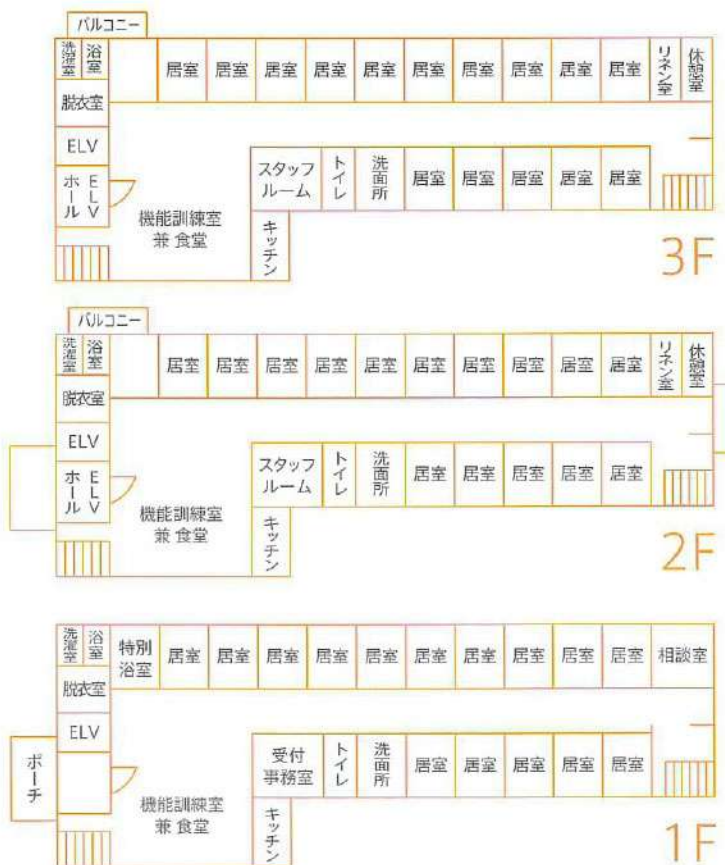 バルコニー
洗濯室
浴室
居室
居室
居室
居室
居室
居室
居室
居室
居室
居室
リネン室
休憩室
脱衣室
ELV
ELV
ホール
機能訓練室
兼 食堂
スタッフ
ルーム
トイレ
洗面所
居室
居室
居室
居室
居室
キッチン
3F
バルコニー
洗濯室
浴室
居室
居室
居室
居室
居室
居室
居室
居室
居室
居室
リネン室
休憩室
脱衣室
ELV
ELV
ホール
機能訓練室
兼 食堂
スタッフ
ルーム
トイレ
洗面所
居室
居室
居室
居室
居室
キッチン
2F
洗濯室
浴室
特別
浴室
居室
居室
居室
居室
居室
居室
居室
居室
居室
居室
相談室
脱衣室
ELV
ポーチ
機能訓練室
兼 食堂
受付
事務室
トイレ
洗面所
居室
居室
居室
居室
居室
キッチン
1F